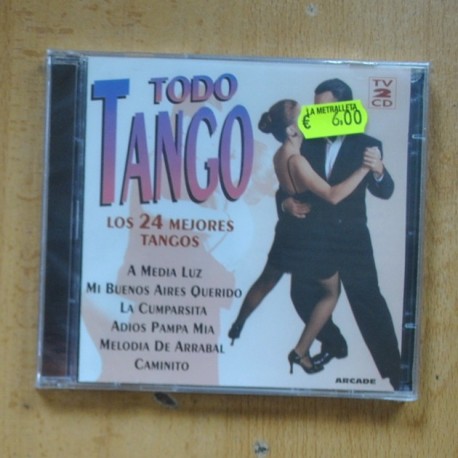 TODO
TANGO
LOS 24 MEJORES
TANGOS
A MEDIA LUZ
MI BUENOS AIRES QUERIDO
LA CUMPARSITA
ADIOS PAMPA MIA
MELODIA DE ARRABAL
CAMINITO
LA METRALLETA
€ 6,00
TV
2
CD
ARCADE